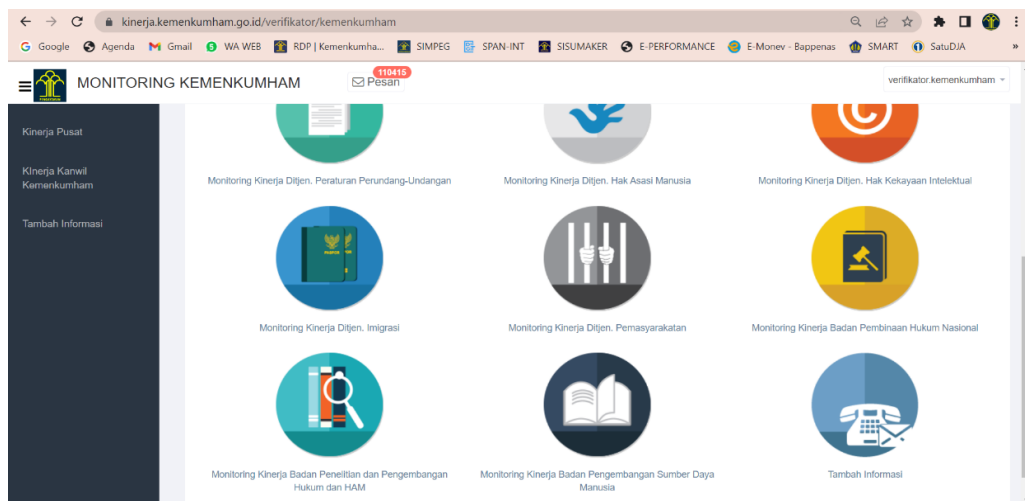 kinerja.kemenkumham.go.id/verifikator/kemenkumham
Google Agenda Gmail WA WEB RDP | Kemenkumha... SIMPEG SPAN-INT SISUMAKER E-PERFORMANCE E-Monev - Bappenas SMART SatuDJA »
MONITORING KEMENKUMHAM
110415
Pesan
verifikator.kemenkumham
Kinerja Pusat
KInerja Kanwil
Kemenkumham
Tambah Informasi
Monitoring Kinerja Ditjen. Peraturan Perundang-Undangan
Monitoring Kinerja Ditjen. Hak Asasi Manusia
Monitoring Kinerja Ditjen. Hak Kekayaan Intelektual
Monitoring Kinerja Ditjen. Imigrasi
Monitoring Kinerja Ditjen. Pemasyarakatan
Monitoring Kinerja Badan Pembinaan Hukum Nasional
Monitoring Kinerja Badan Penelitian dan Pengembangan
Hukum dan HAM
Monitoring Kinerja Badan Pengembangan Sumber Daya
Manusia
Tambah Informasi